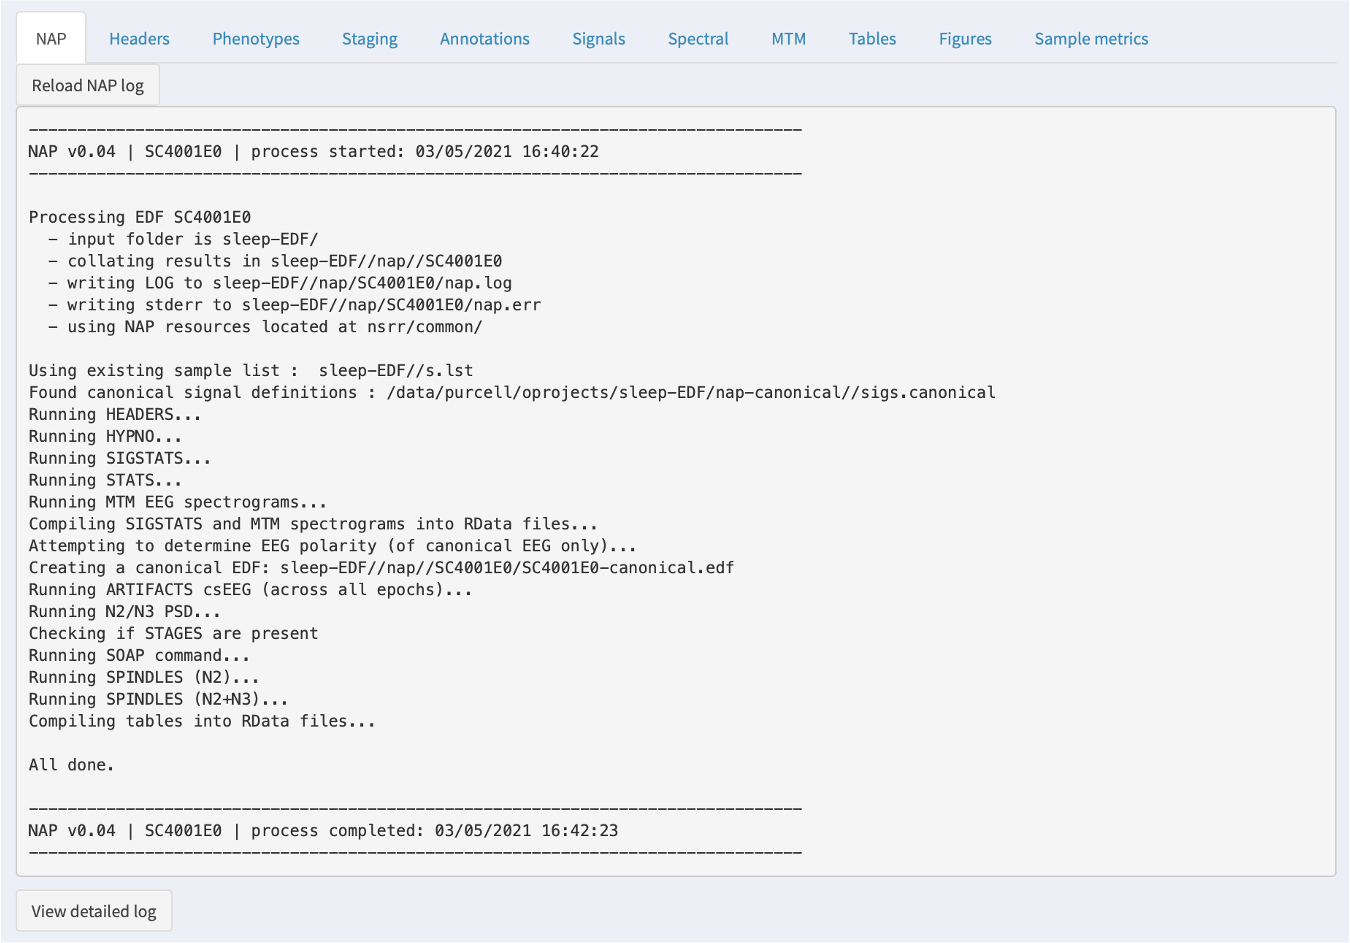 NAP Headers Phenotypes Staging Annotations Signals Spectral MTM Tables Figures Sample metrics
Reload NAP log
--------------------------------------------------------------------------------
NAP v0.04 | SC4001E0 | process started: 03/05/2021 16:40:22
--------------------------------------------------------------------------------
Processing EDF SC4001E0
- input folder is sleep-EDF/
- collating results in sleep-EDF//nap//SC4001E0
- writing LOG to sleep-EDF//nap/SC4001E0/nap.log
- writing stderr to sleep-EDF//nap/SC4001E0/nap.err
- using NAP resources located at nsrr/common/
Using existing sample list :  sleep-EDF//s.lst
Found canonical signal definitions : /data/purcell/oprojects/sleep-EDF/nap-canonical//sigs.canonical
Running HEADERS...
Running HYPNO...
Running SIGSTATS...
Running STATS...
Running MTM EEG spectrograms...
Compiling SIGSTATS and MTM spectrograms into RData files...
Attempting to determine EEG polarity (of canonical EEG only)...
Creating a canonical EDF: sleep-EDF//nap//SC4001E0/SC4001E0-canonical.edf
Running ARTIFACTS csEEG (across all epochs)...
Running N2/N3 PSD...
Checking if STAGES are present
Running SOAP command...
Running SPINDLES (N2)...
Running SPINDLES (N2+N3)...
Compiling tables into RData files...
All done.
--------------------------------------------------------------------------------
NAP v0.04 | SC4001E0 | process completed: 03/05/2021 16:42:23
--------------------------------------------------------------------------------
View detailed log